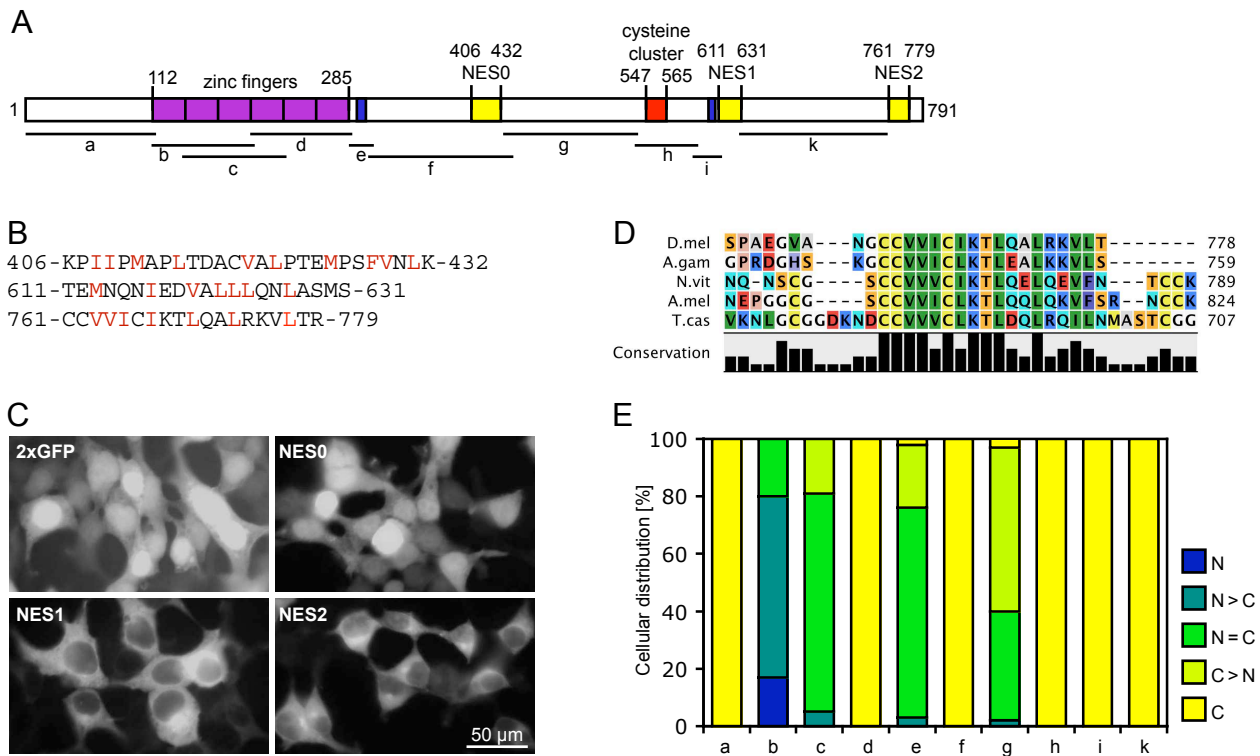 A
1
112
zinc fingers
285
406 432
NES0
cysteine
cluster
547 565
611 631
NES1
761 779
NES2
791
a
b
c
d
e
f
g
h
i
k
B
406-KPIIPMAPLTDACVALPTEMPSFVNLK-432
611-TEMNQNIEDVALLLQNLASMS-631
761-CCVVICIKTLQALRKVLTR-779
C
2xGFP
NES0
NES1
NES2
50 µm
D
D.mel SPAEGVA---NGCCVVICIKTLQALRKVLT------- 778
A.gam GPRDGHS---KGCCVVICIKTLEALKKVLS------- 759
N.vit NQ-NSCG----SCCVVVCLKTLQELQEVFN---TCCK 789
A.mel NEPGGCG----SCCVVICLKTLQQLQKVFSR--NCCK 824
T.cas VKNLGCGGDKNDCCVVVCLKTLDQLRQILNMASTCGG 707
Conservation
E
Cellular distribution [%]
100
80
60
40
20
0
a b c d e f g h i k
N
N > C
N = C
C > N
C